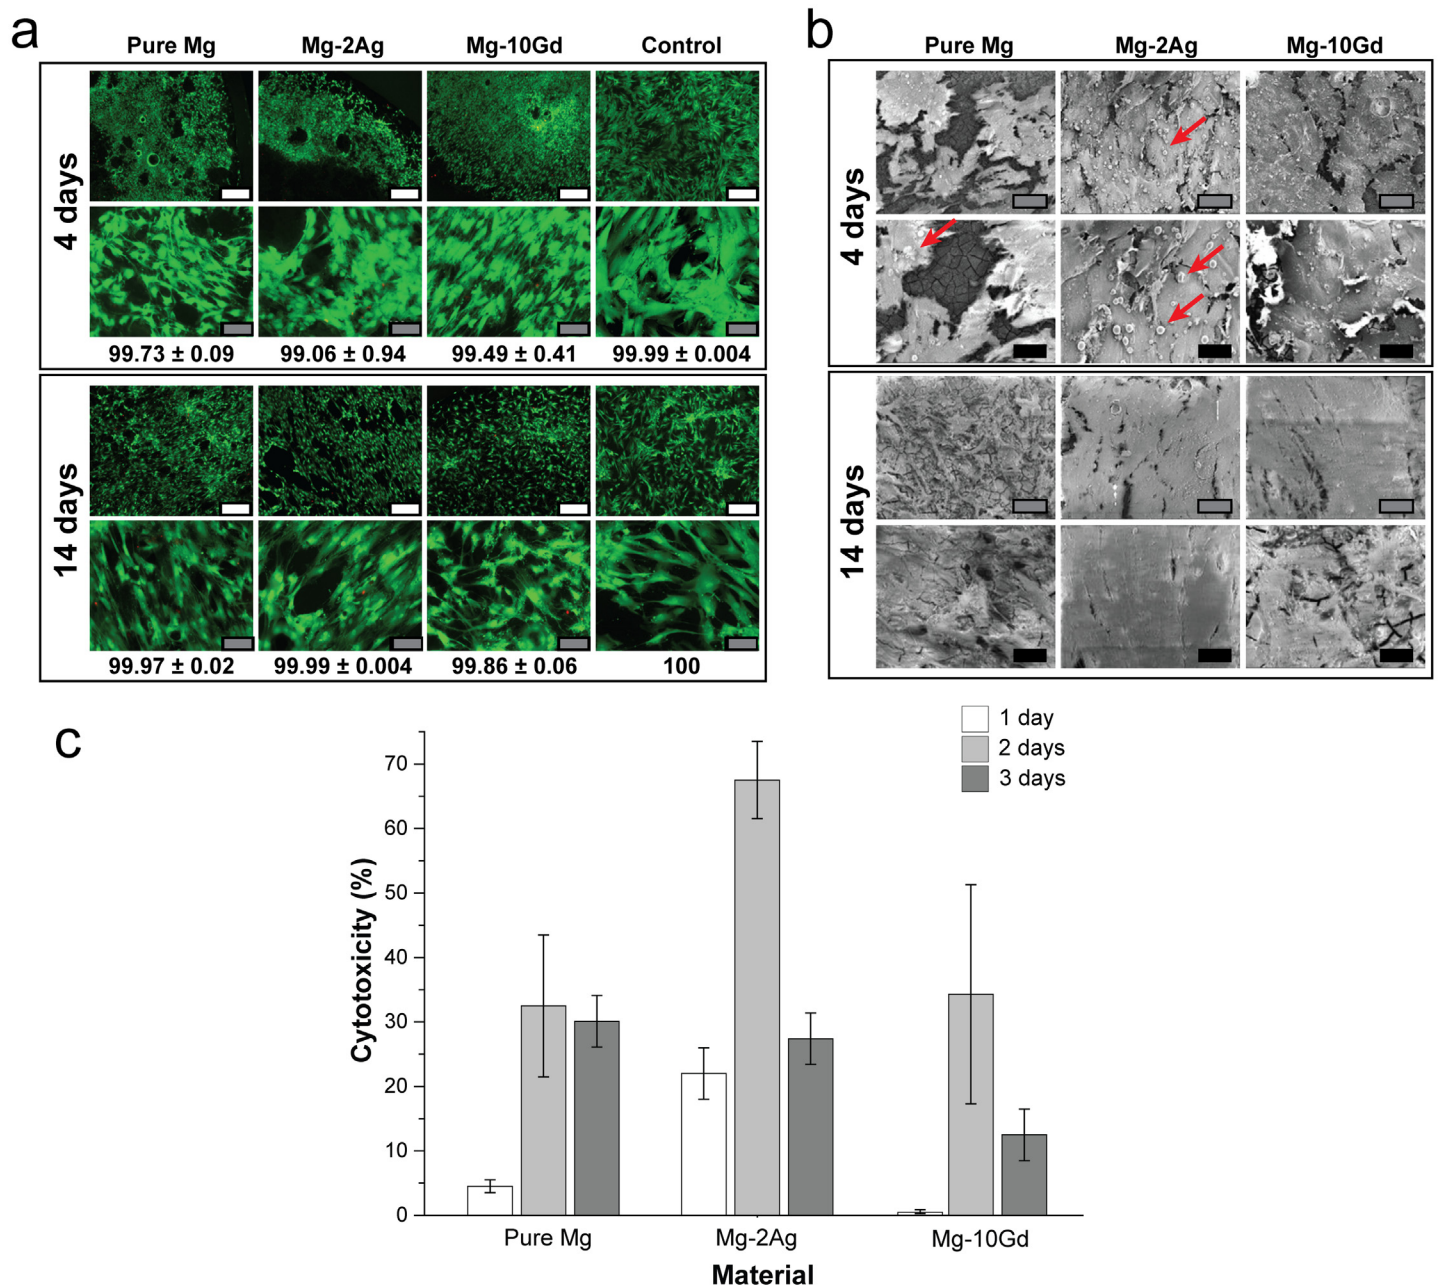 a
Pure Mg Mg-2Ag Mg-10Gd Control
4 days
99.73 ± 0.09 99.06 ± 0.94 99.49 ± 0.41 99.99 ± 0.004
14 days
99.97 ± 0.02 99.99 ± 0.004 99.86 ± 0.06 100
b
Pure Mg Mg-2Ag Mg-10Gd
4 days
14 days
c
1 day
2 days
3 days
Cytotoxicity (%)
70
60
50
40
30
20
10
0
Pure Mg Mg-2Ag Mg-10Gd
Material